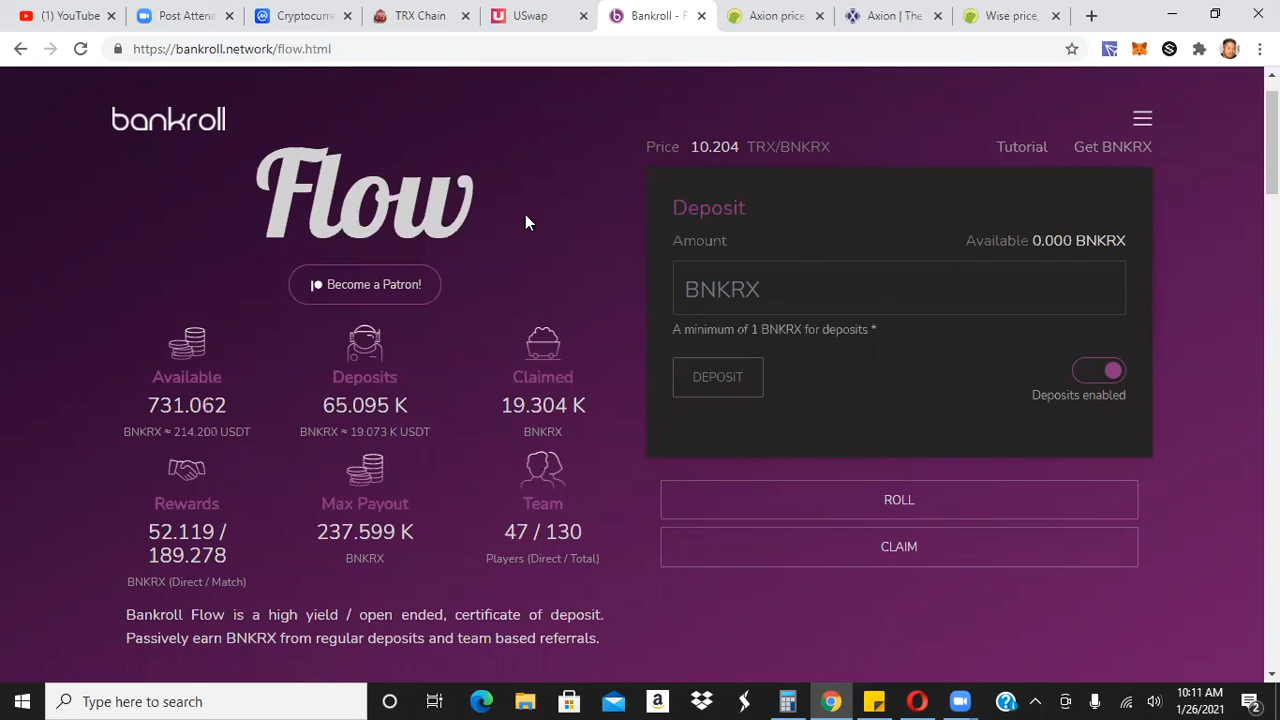 (1) YouTube
Post Atten
Cryptocurre
TRX Chain
USwap
Bankroll - F
Axion price
Axion | The
Wise price,
https://bankroll.network/flow.html
bankroll
Flow
Become a Patron!
Available
731.062
BNKRX ≈ 214.200 USDT
Deposits
65.095 K
BNKRX ≈ 19.073 K USDT
Claimed
19.304 K
BNKRX
Rewards
52.119 /
189.278
BNKRX (Direct / Match)
Max Payout
237.599 K
BNKRX
Team
47 / 130
Players (Direct / Total)
Bankroll Flow is a high yield / open ended, certificate of deposit.
Passively earn BNKRX from regular deposits and team based referrals.
Price 10.204 TRX/BNKRX
Tutorial
Get BNKRX
Deposit
Amount
Available 0.000 BNKRX
BNKRX
A minimum of 1 BNKRX for deposits *
DEPOSIT
Deposits enabled
ROLL
CLAIM
Type here to search
10:11 AM
1/26/2021
2